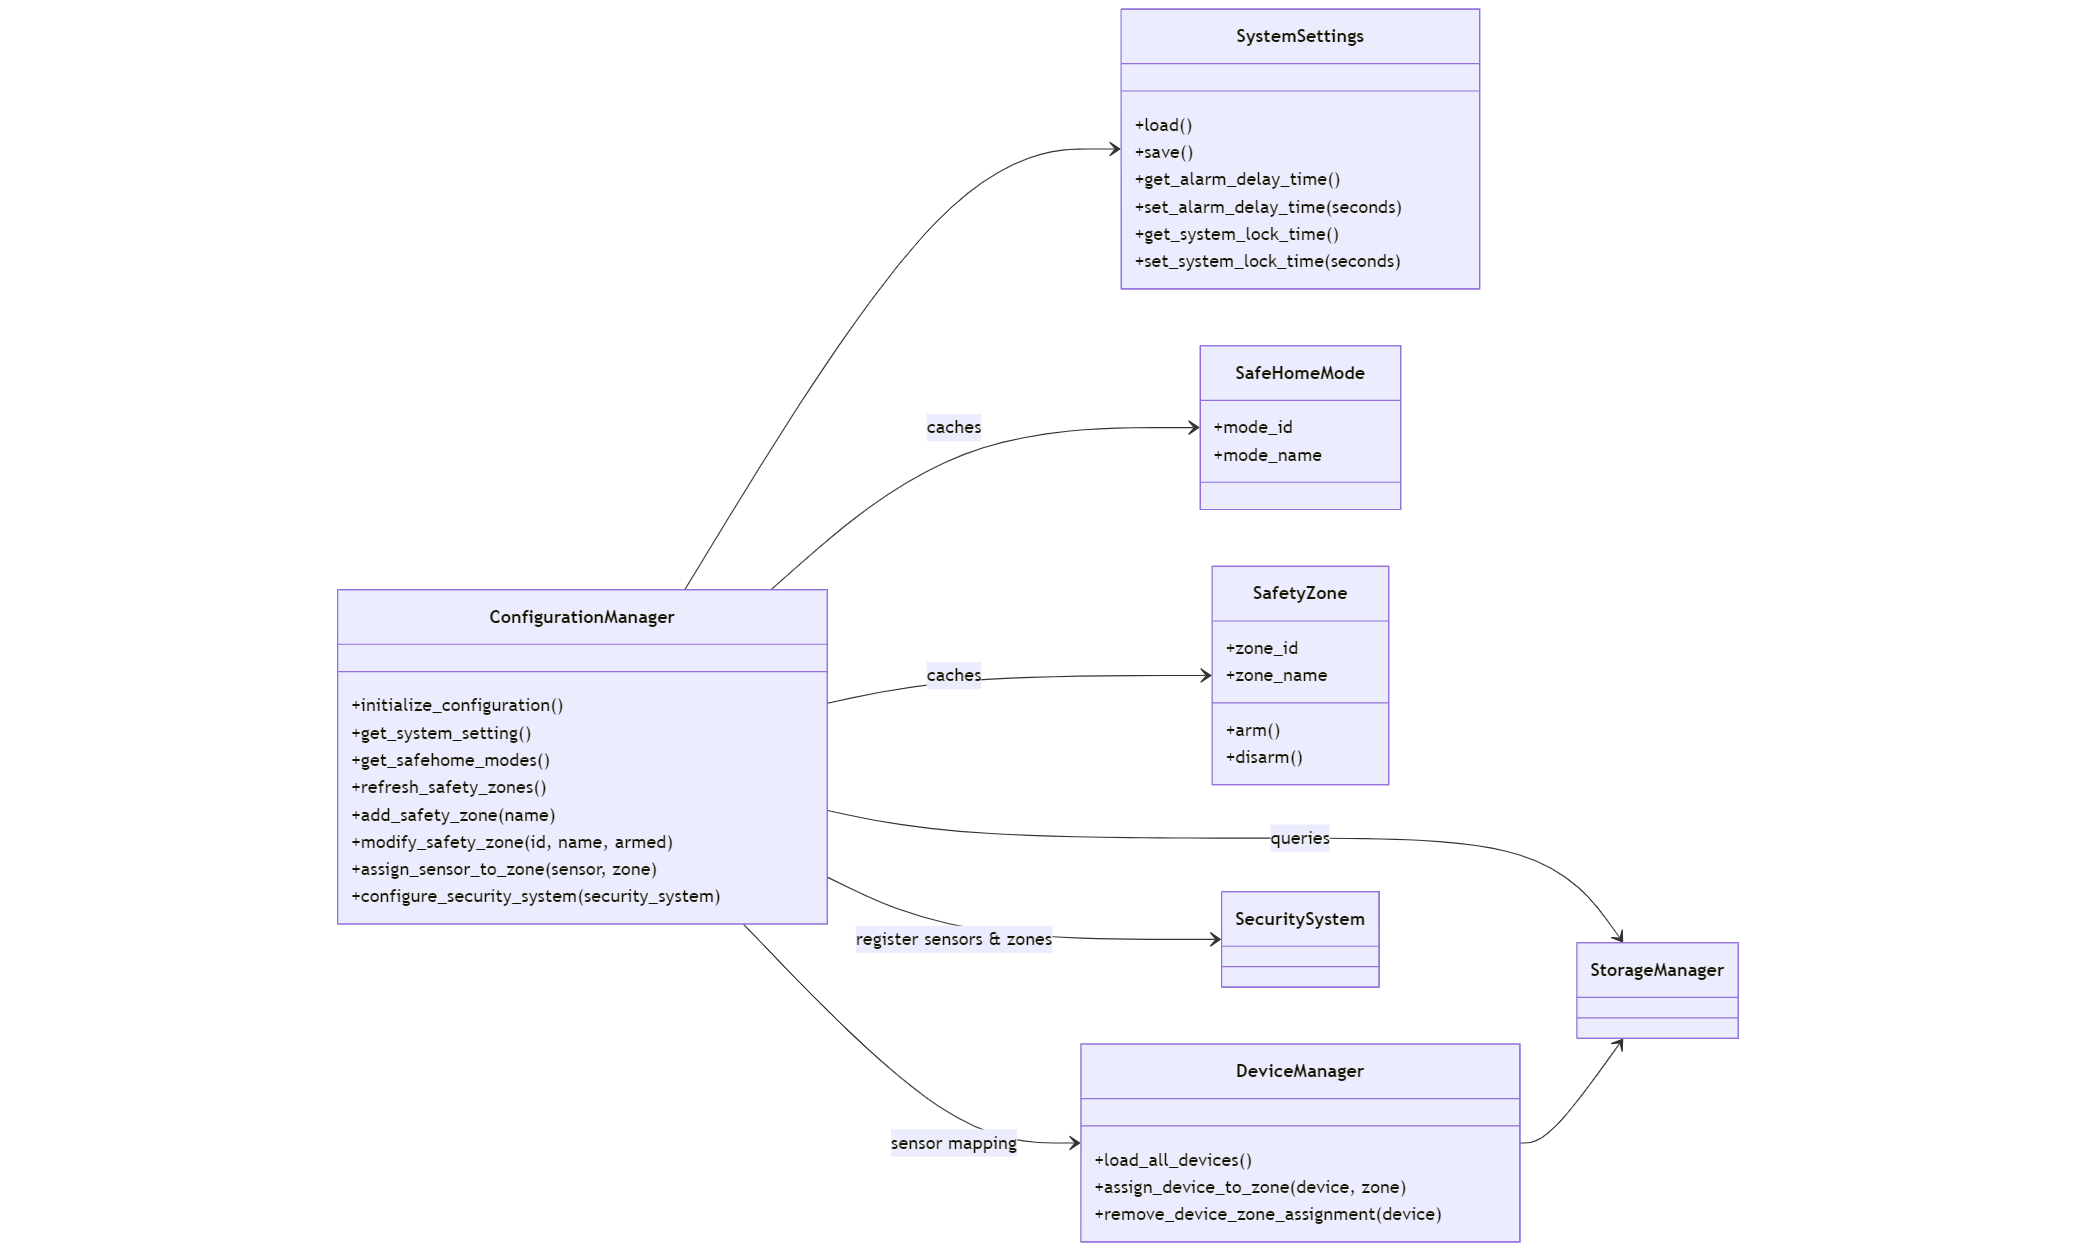 SystemSettings
+load()
+save()
+get_alarm_delay_time()
+set_alarm_delay_time(seconds)
+get_system_lock_time()
+set_system_lock_time(seconds)
caches
SafeHomeMode
+mode_id
+mode_name
ConfigurationManager
+initialize_configuration()
+get_system_setting()
+get_safehome_modes()
+refresh_safety_zones()
+add_safety_zone(name)
+modify_safety_zone(id, name, armed)
+assign_sensor_to_zone(sensor, zone)
+configure_security_system(security_system)
caches
SafetyZone
+zone_id
+zone_name
+arm()
+disarm()
queries
register sensors & zones
SecuritySystem
StorageManager
sensor mapping
DeviceManager
+load_all_devices()
+assign_device_to_zone(device, zone)
+remove_device_zone_assignment(device)